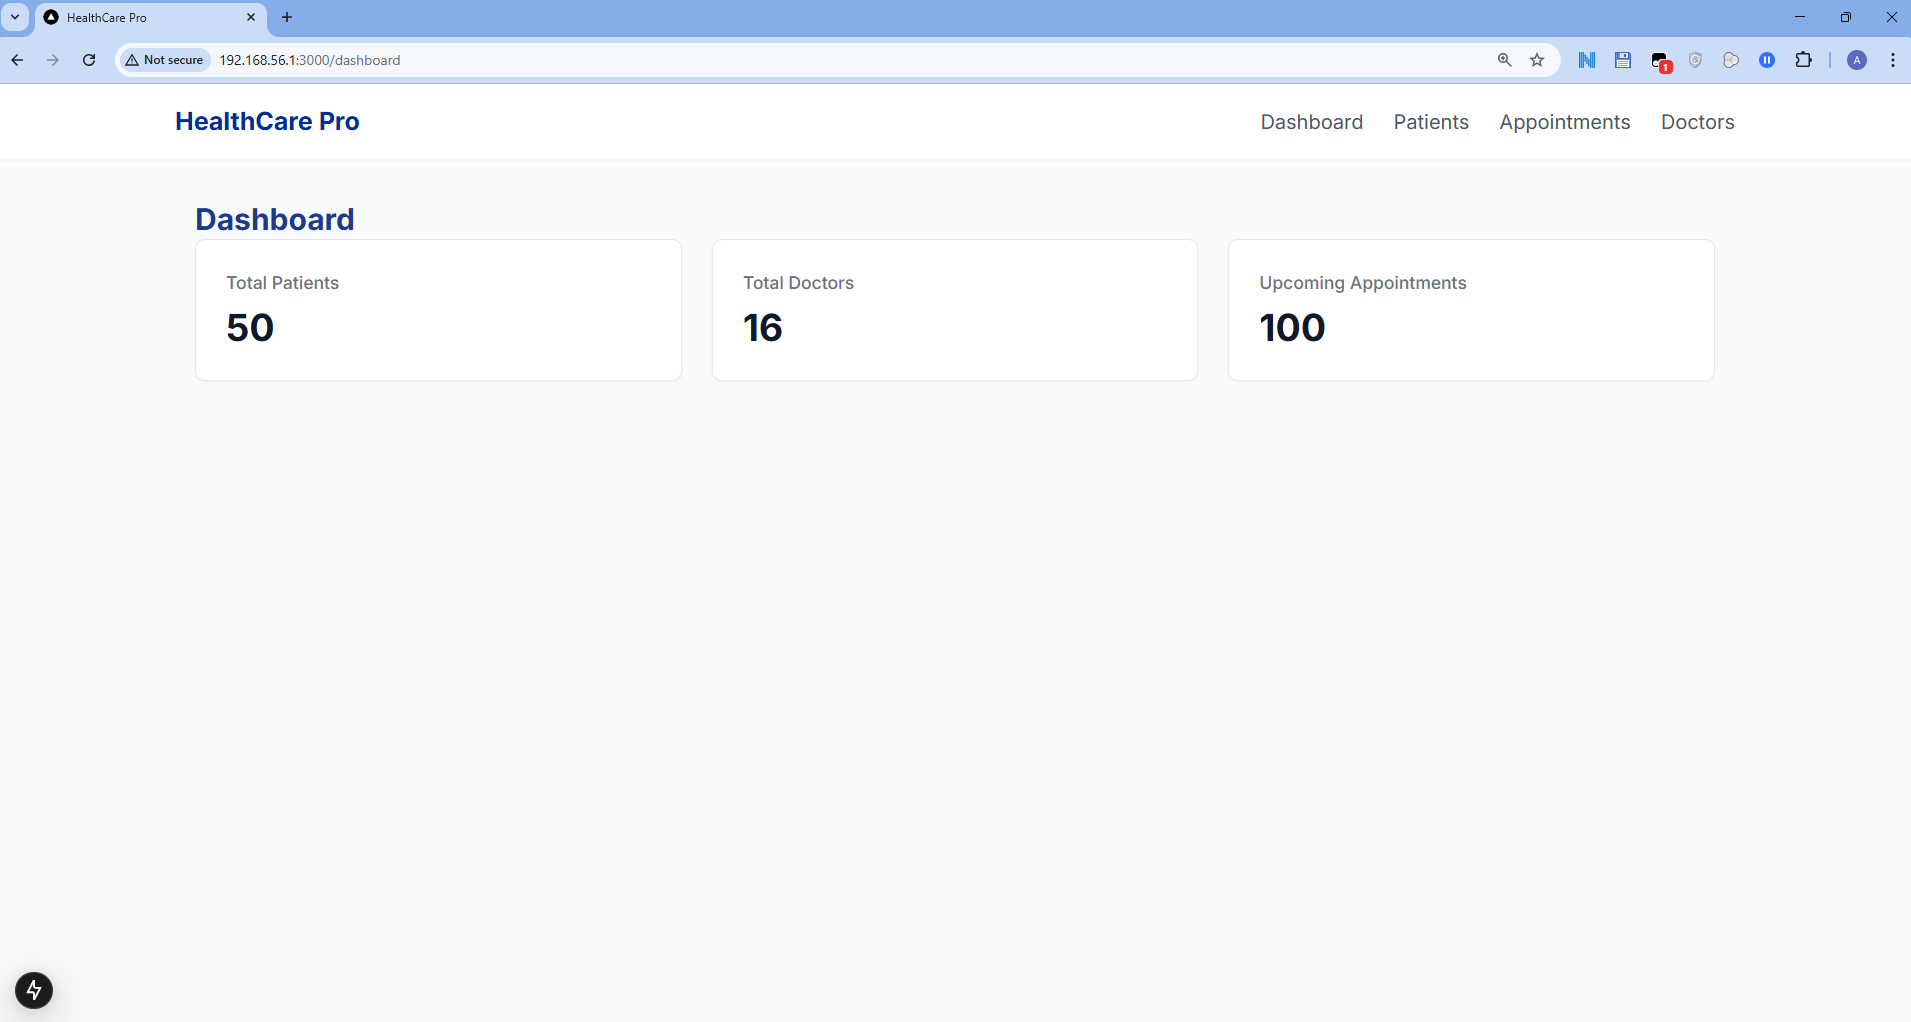 HealthCare Pro
Not secure 192.168.56.1:3000/dashboard
1
A
HealthCare Pro Dashboard Patients Appointments Doctors
Dashboard
Total Patients
50
Total Doctors
16
Upcoming Appointments
100